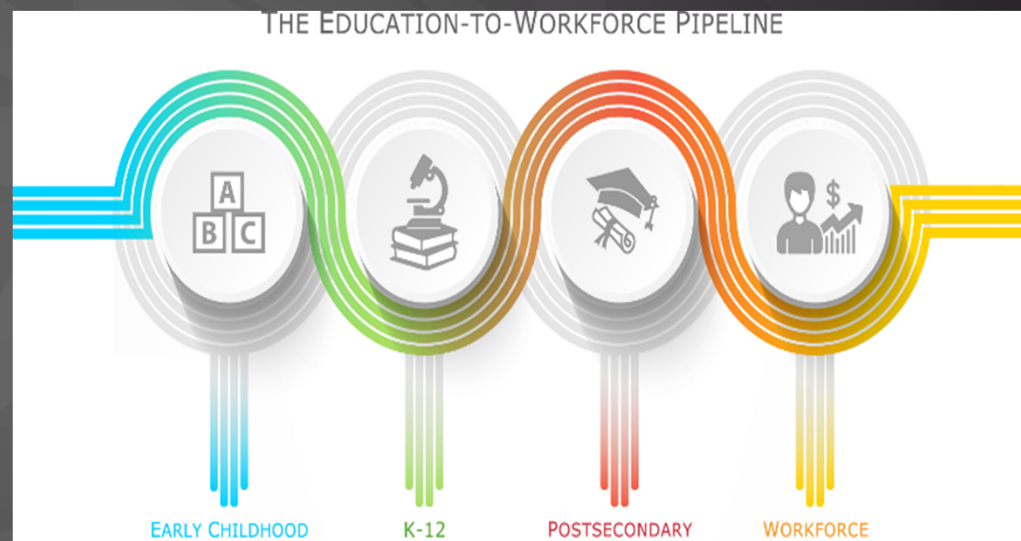 THE EDUCATION-TO-WORKFORCE PIPELINE
A
B C
$
EARLY CHILDHOOD K-12 POSTSECONDARY WORKFORCE